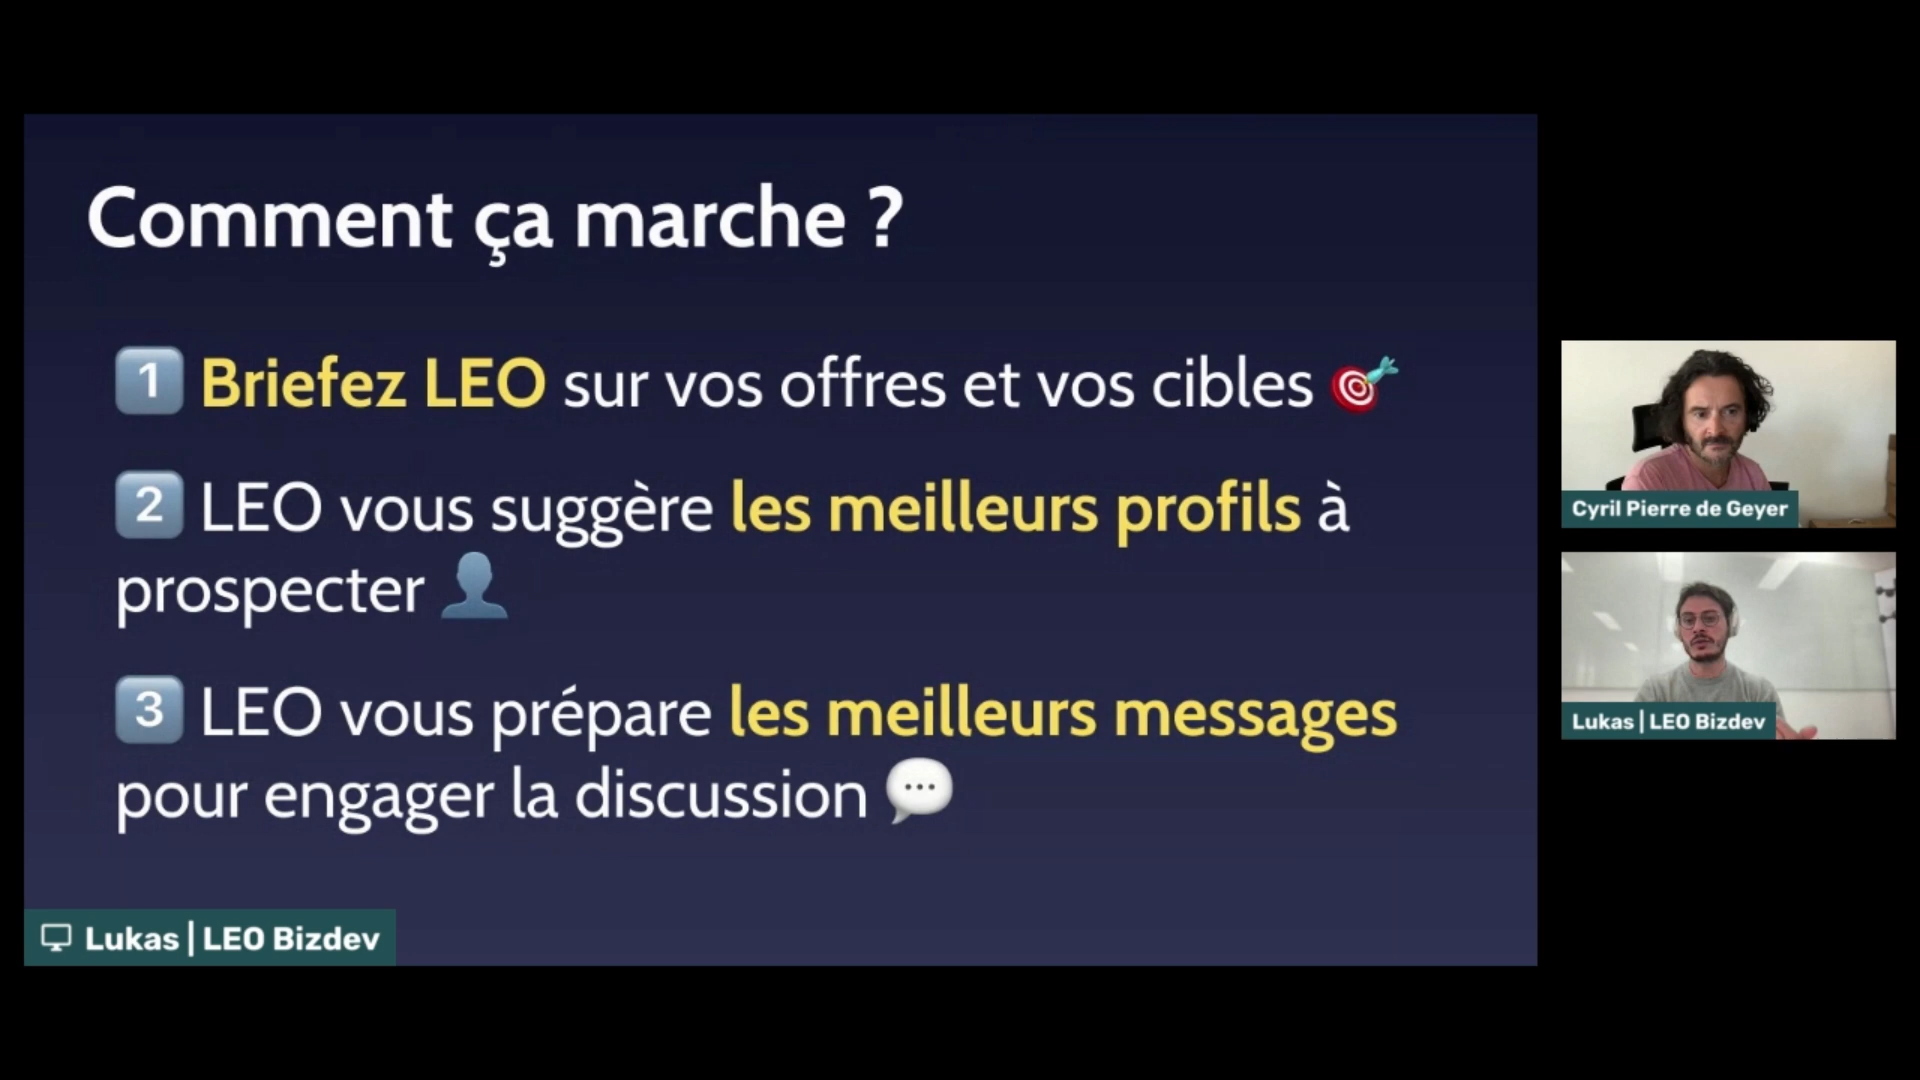 Comment ça marche ?
1 Briefez LEO sur vos offres et vos cibles 🎯
2 LEO vous suggère les meilleurs profils à
prospecter 👤
3 LEO vous prépare les meilleurs messages
pour engager la discussion 💬
Lukas | LEO Bizdev
Cyril Pierre de Geyer
Lukas | LEO Bizdev